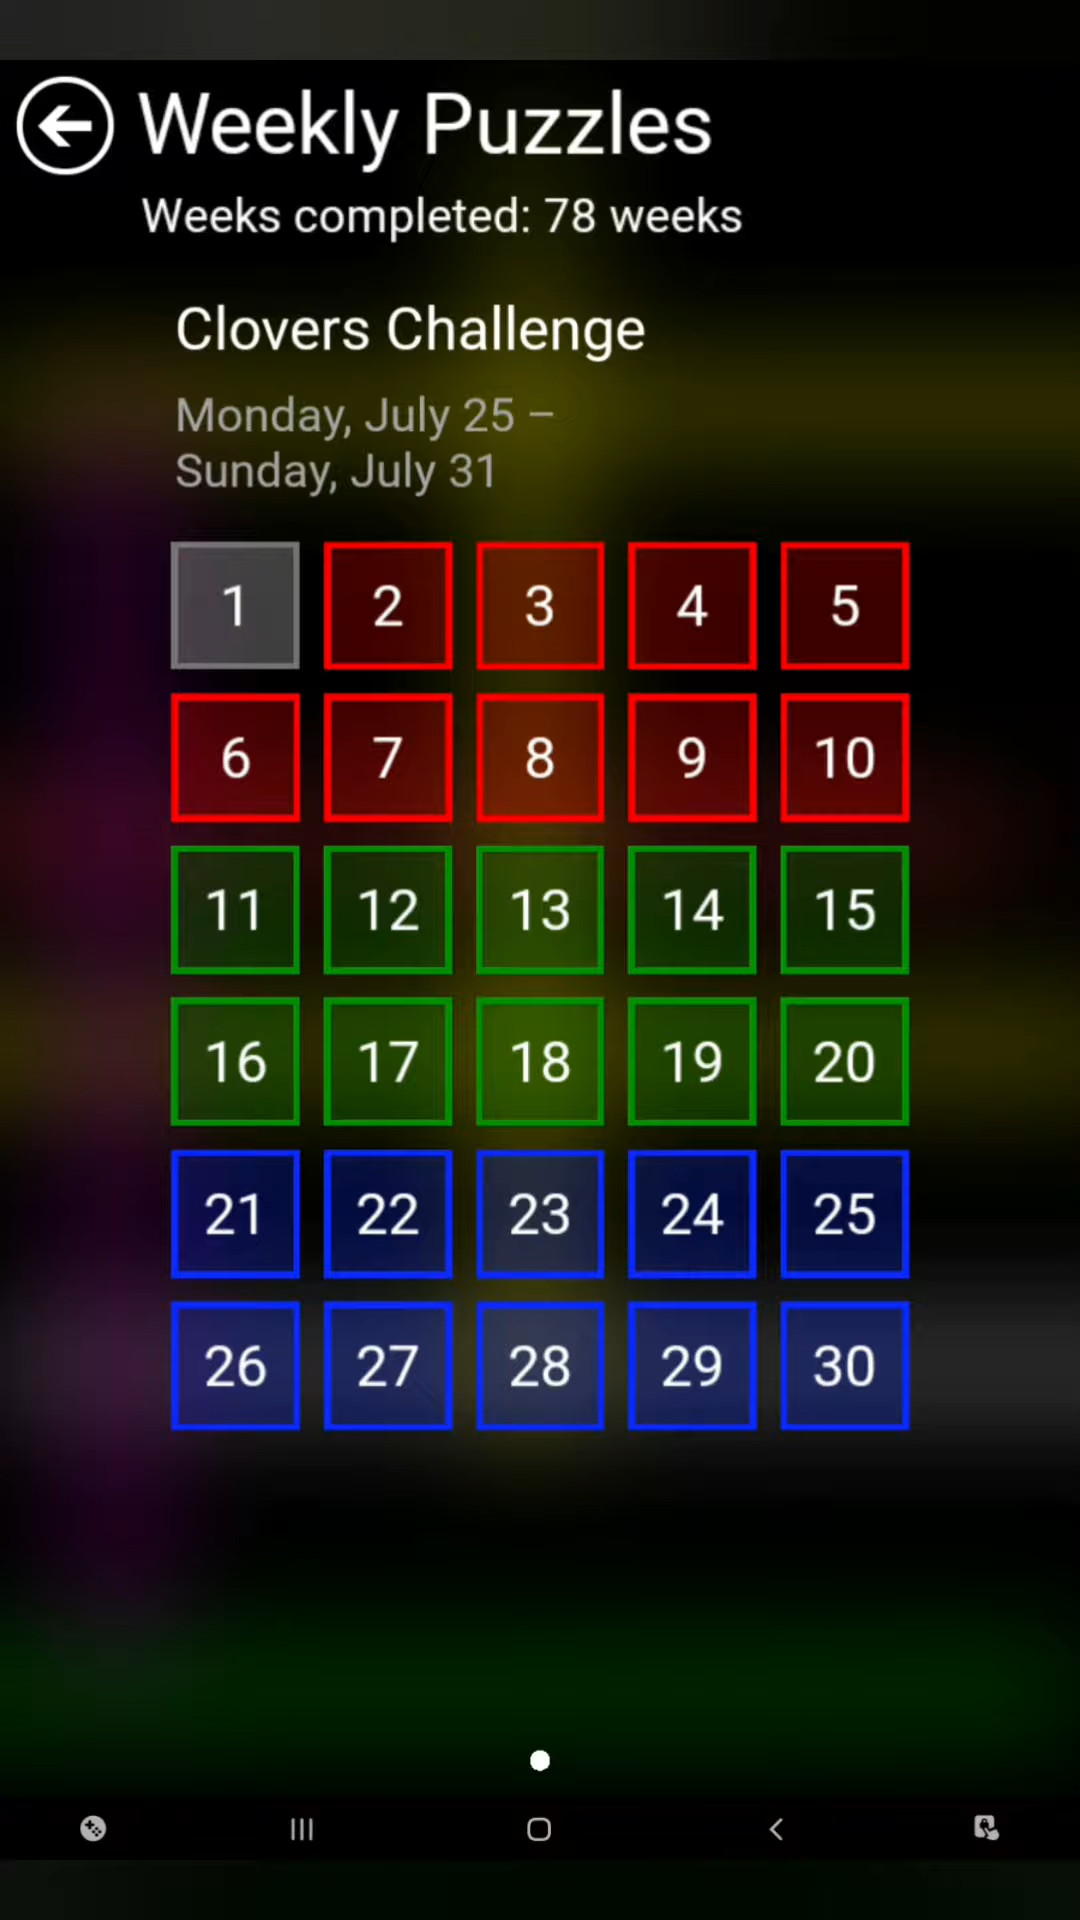 Weekly Puzzles
Weeks completed: 78 weeks
Clovers Challenge
Monday, July 25 –
Sunday, July 31
1 2 3 4 5
6 7 8 9 10
11 12 13 14 15
16 17 18 19 20
21 22 23 24 25
26 27 28 29 30